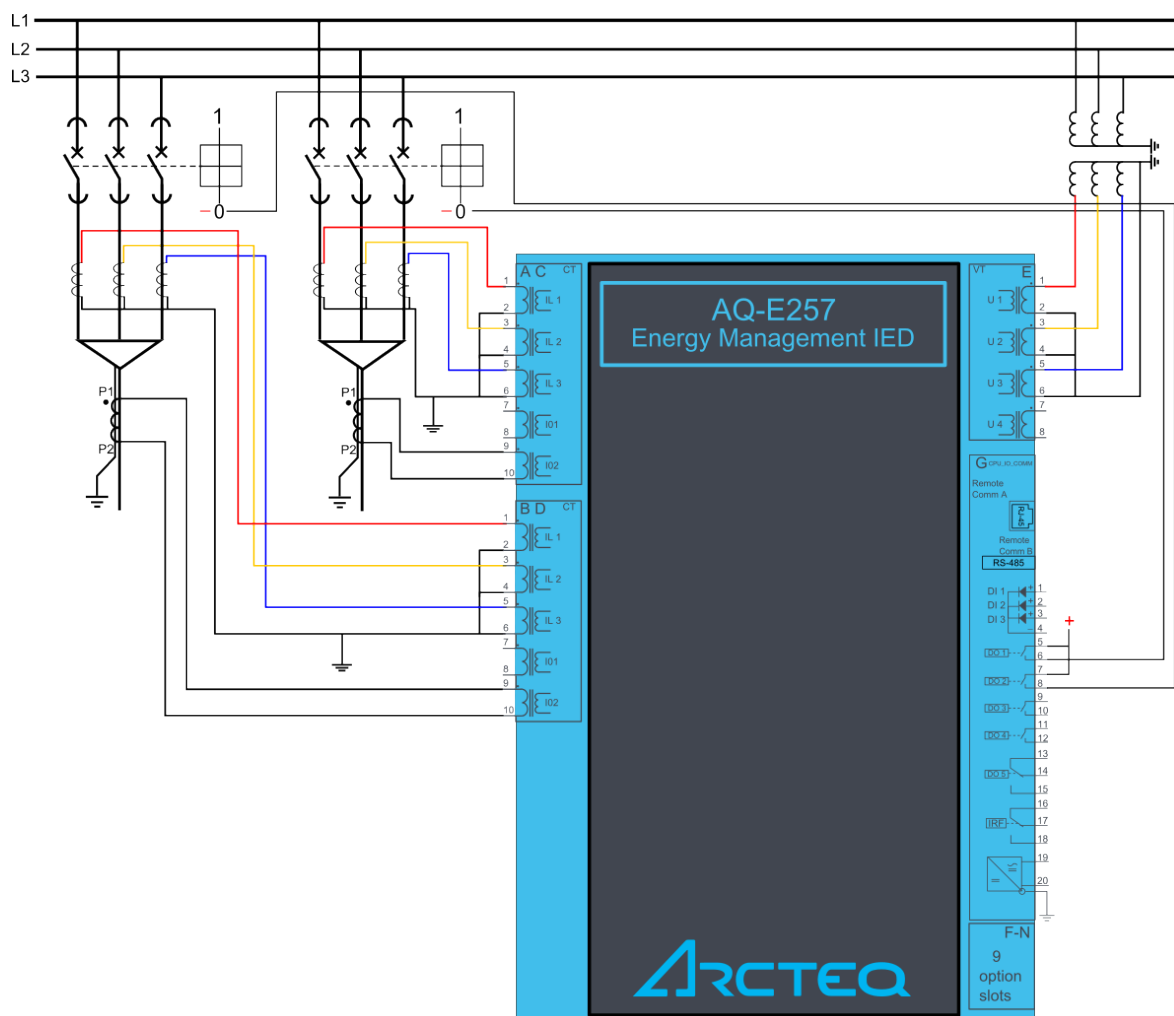 L1
L2
L3
1
− 0
1
− 0
P1
P2
P1
P2
A C CT
1
2
3
4
5
6
7
8
9
10
IL 1
IL 2
IL 3
I01
I02
B D CT
1
2
3
4
5
6
7
8
9
10
IL 1
IL 2
IL 3
I01
I02
AQ-E257
Energy Management IED
ARCTEQ
VT E
1
2
3
4
5
6
7
8
U 1
U 2
U 3
U 4
G CPU_IO_COMM
Remote
Comm A
RJ-45
Remote
Comm B
RS-485
DI 1 + 1
DI 2 + 2
DI 3 + 3
− 4
+
5
DO 1 6
7
DO 2 8
9
DO 3 10
11
DO 4 12
13
DO 5 14
15
16
IRF 17
18
19
20
F-N
9
option
slots